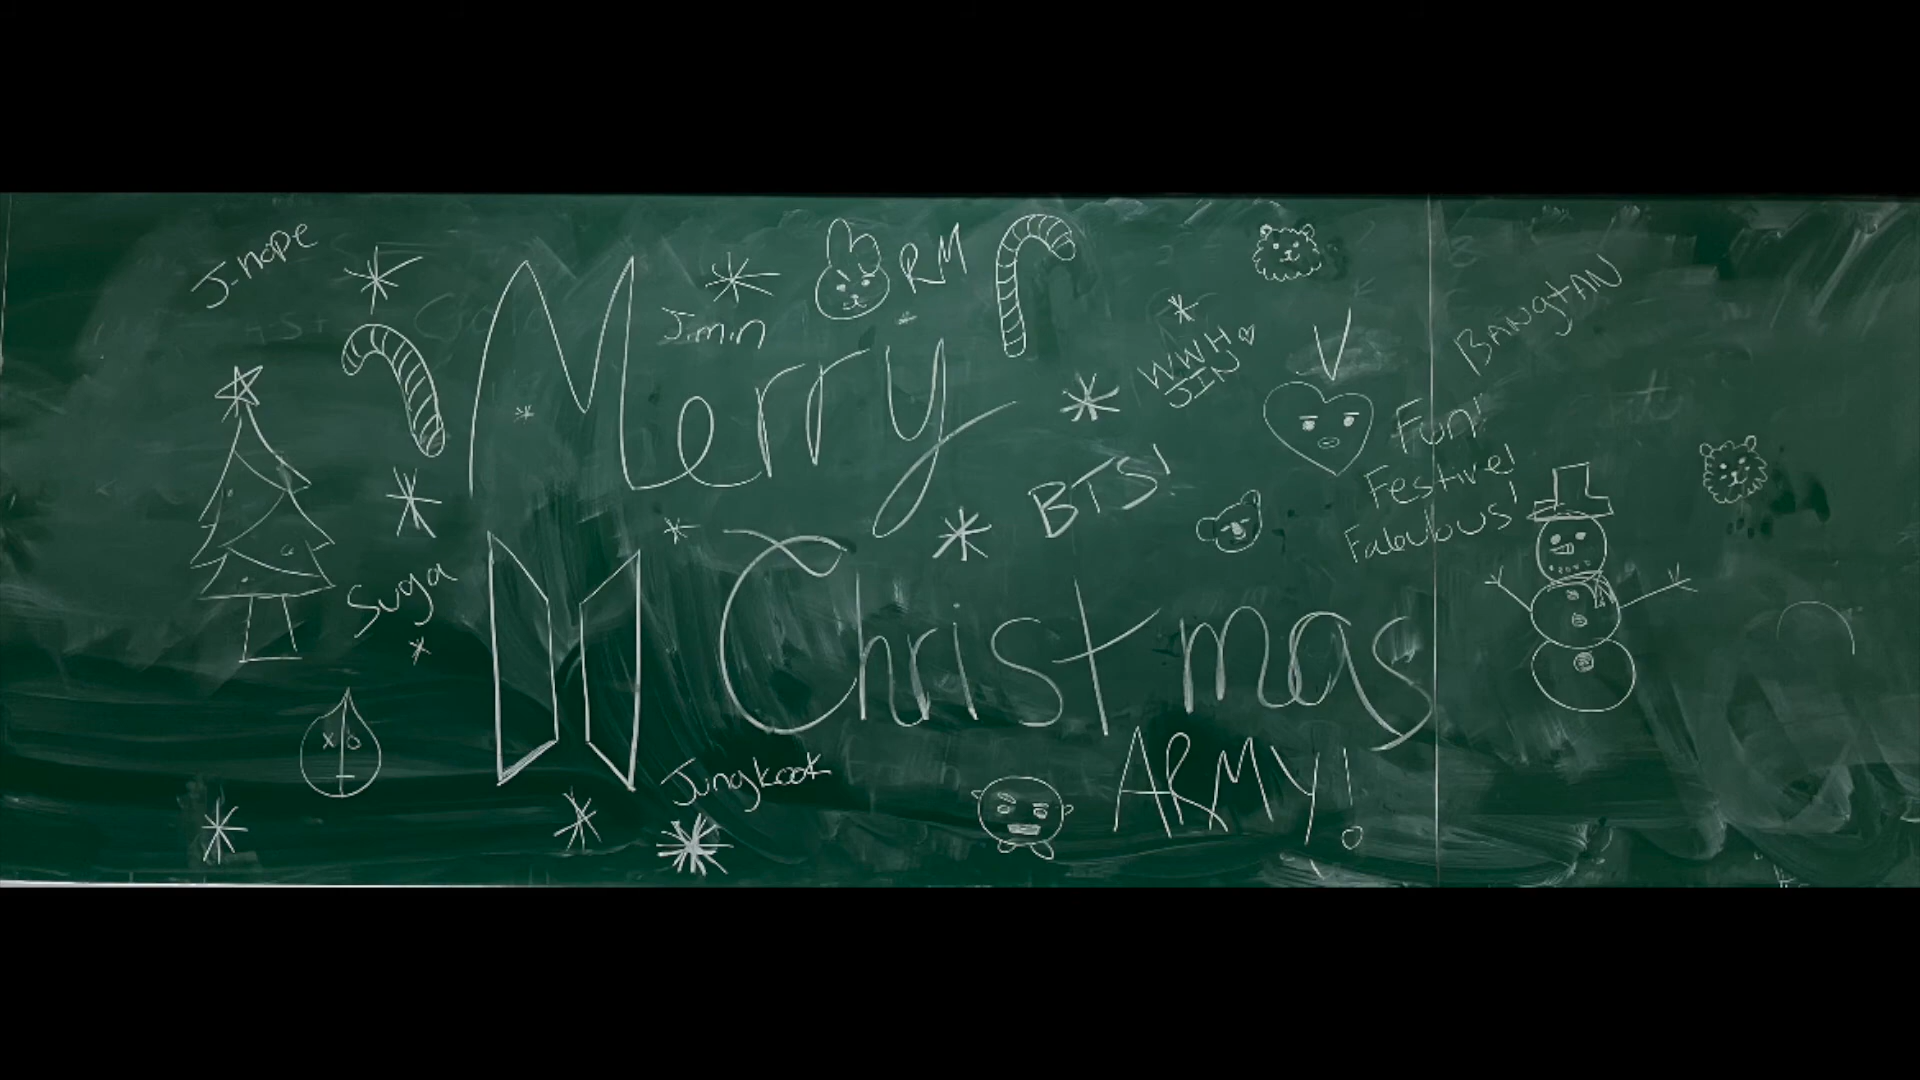 J-hope
Merry
Jimin
RM
WWH
JIN
V
BANGTAN
Fun!
Festive!
Fabulous!
BTS!
Suga
Christmas
Jungkook
ARMY!